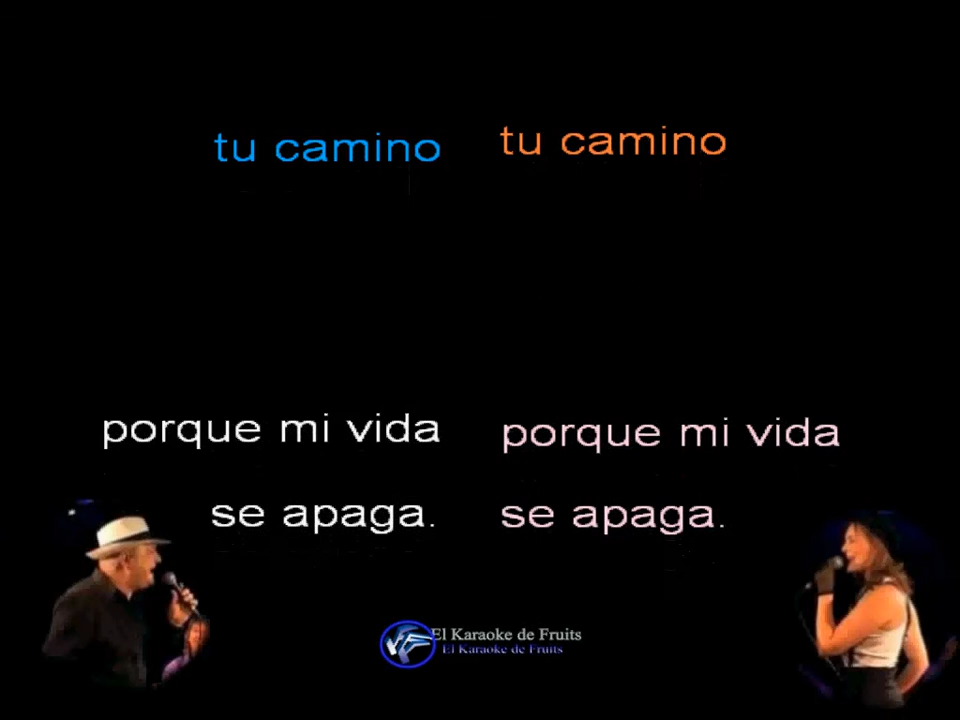 tu camino
tu camino
porque mi vida
porque mi vida
se apaga.
se apaga.
El Karaoke de Fruits
El Karaoke de Fruits